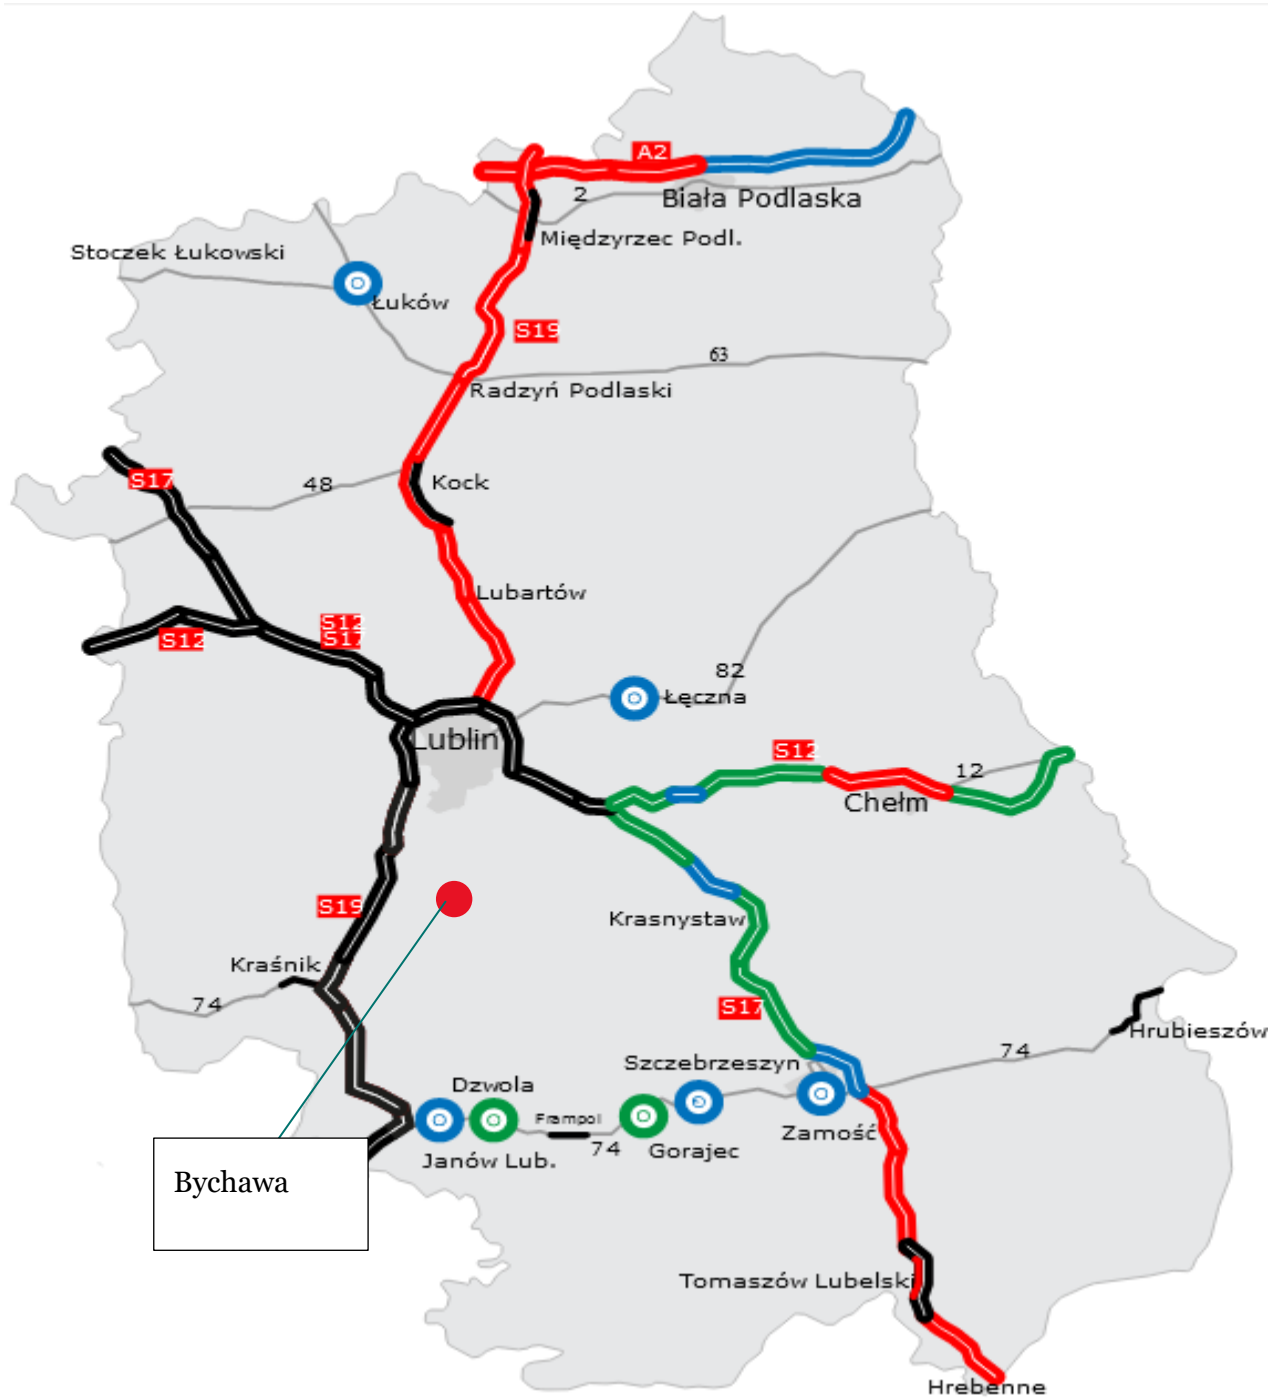 A2
2
Biała Podlaska
Międzyrzec Podl.
Stoczek Łukowski
Łuków
S19
63
Radzyń Podlaski
S17
48
Kock
Lubartów
S12
S12
S17
82
Łęczna
Lublin
S12
12
Chełm
S19
Krasnystaw
Kraśnik
74
S17
Hrubieszów
74
Szczebrzeszyn
Dzwola
Frampol
74
Gorajec
Zamość
Janów Lub.
Bychawa
Tomaszów Lubelski
Hrebenne